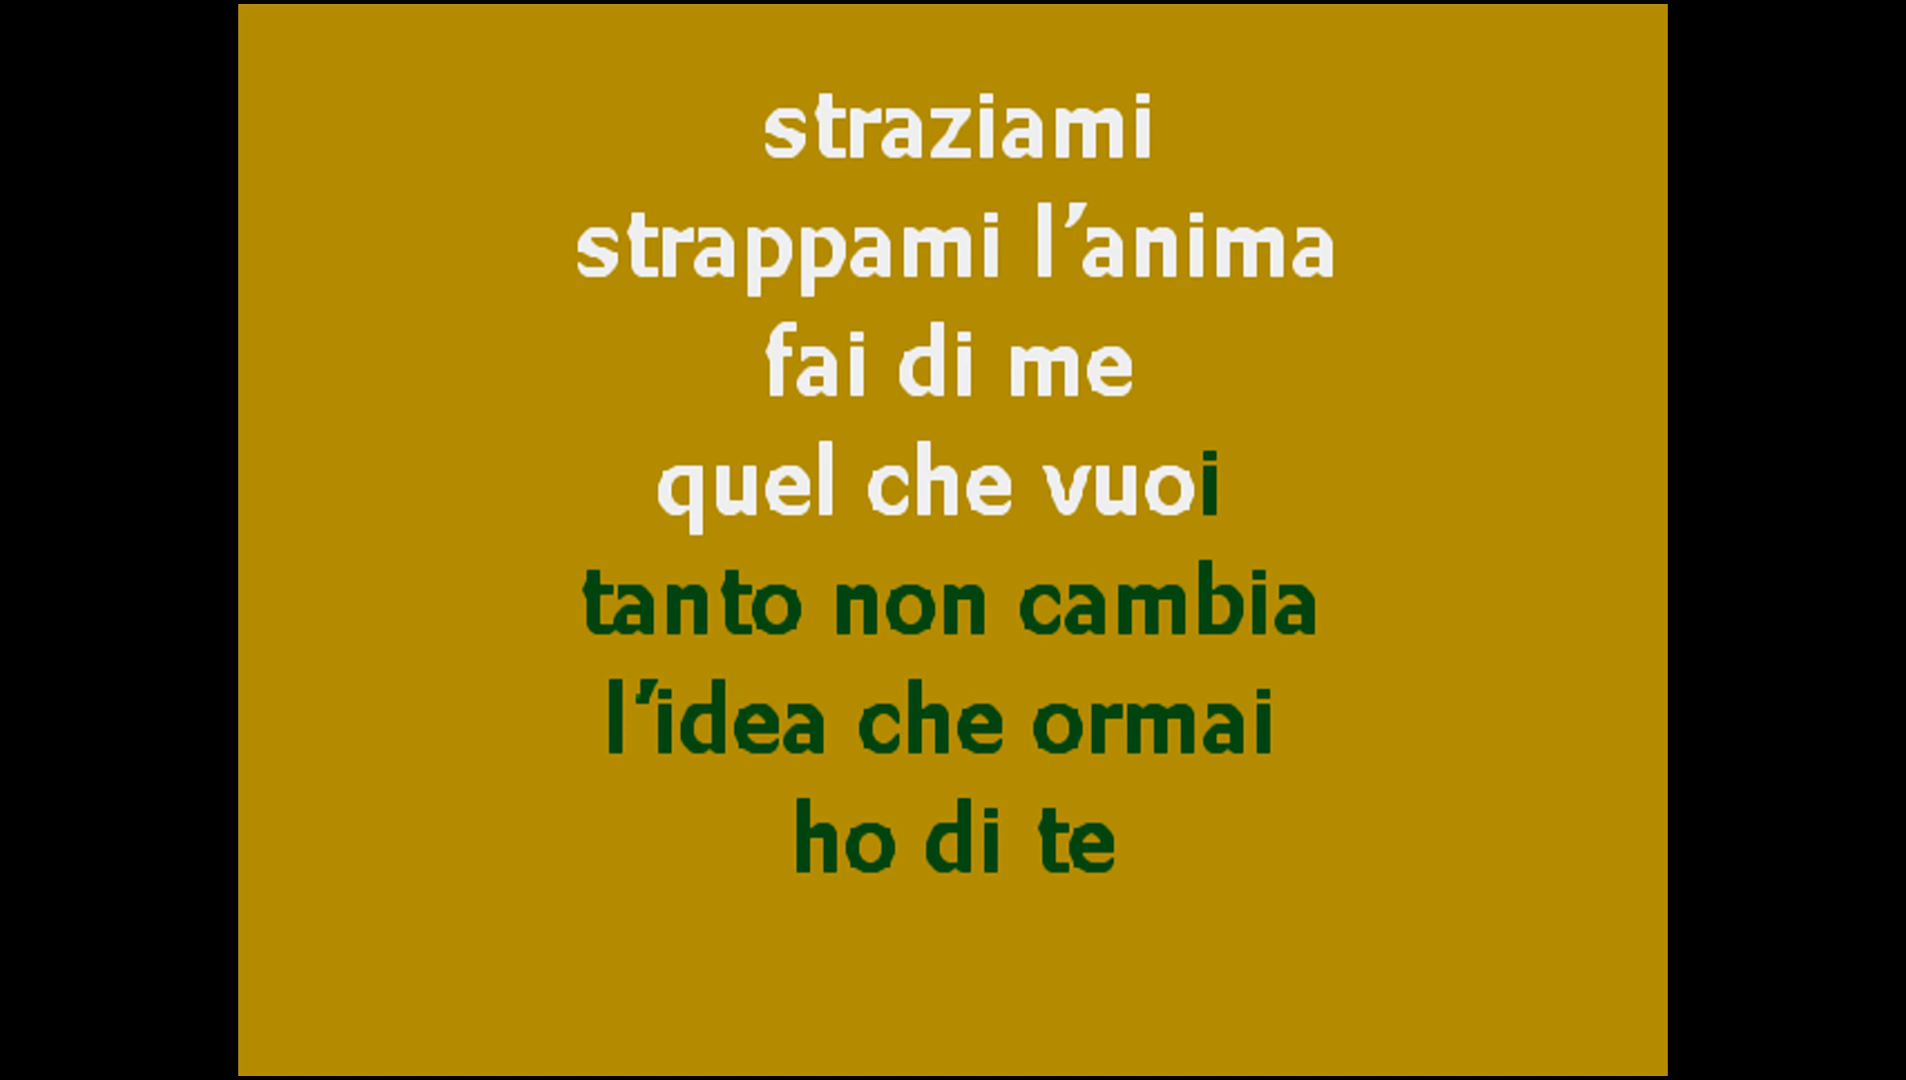 straziami
strappami l'anima
fai di me
quel che vuoi
tanto non cambia
l'idea che ormai
ho di te